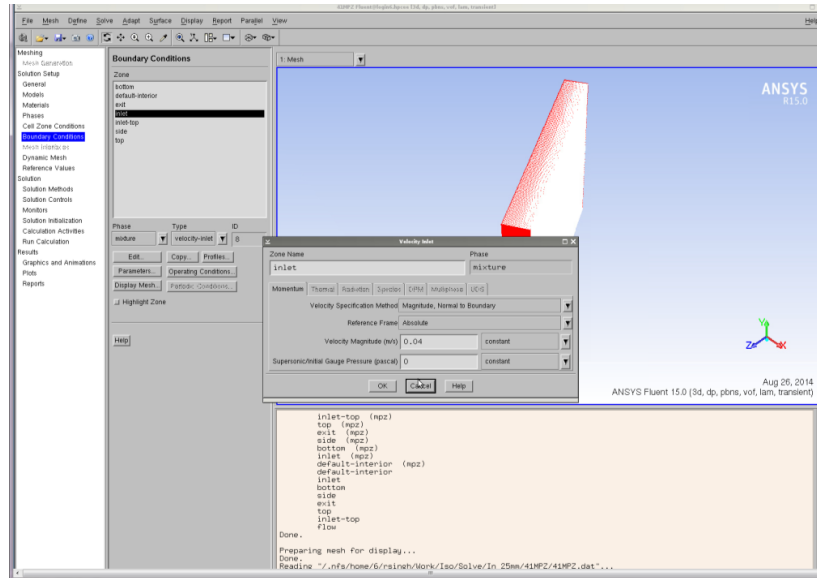 41MPZ Fluent@reglet.bpcse [3d, dp, pbns, vof, lam, transient]
File Mesh Define Solve Adapt Surface Display Report Parallel View Help
Meshing
Mesh Generation
Solution Setup
General
Models
Materials
Phases
Cell Zone Conditions
Boundary Conditions
Mesh Interfaces
Dynamic Mesh
Reference Values
Solution
Solution Methods
Solution Controls
Monitors
Solution Initialization
Calculation Activities
Run Calculation
Results
Graphics and Animations
Plots
Reports
Boundary Conditions
Zone
bottom
default-interior
exit
inlet
inlet-top
side
top
Phase Type ID
mixture velocity-inlet 8
Edit... Copy... Profiles...
Parameters... Operating Conditions...
Display Mesh... Periodic Conditions...
Highlight Zone
Help
1: Mesh
ANSYS
R15.0
Velocity Inlet
Zone Name Phase
inlet mixture
Momentum Thermal Radiation Species DPM Multiphase UDS
Velocity Specification Method Magnitude, Normal to Boundary
Reference Frame Absolute
Velocity Magnitude (m/s) 0.04 constant
Supersonic/Initial Gauge Pressure (pascal) 0 constant
OK Cancel Help
Y
Z X
Aug 26, 2014
ANSYS Fluent 15.0 (3d, dp, pbns, vof, lam, transient)
inlet-top (mpz)
top (mpz)
exit (mpz)
side (mpz)
bottom (mpz)
inlet (mpz)
default-interior (mpz)
default-interior
inlet
bottom
side
exit
top
inlet-top
flow
Done.
Preparing mesh for display...
Done.
Reading "/.nfs/home/6/rsingh/Work/Iso/Solve/In_25mm/41MPZ/41MPZ.dat"...